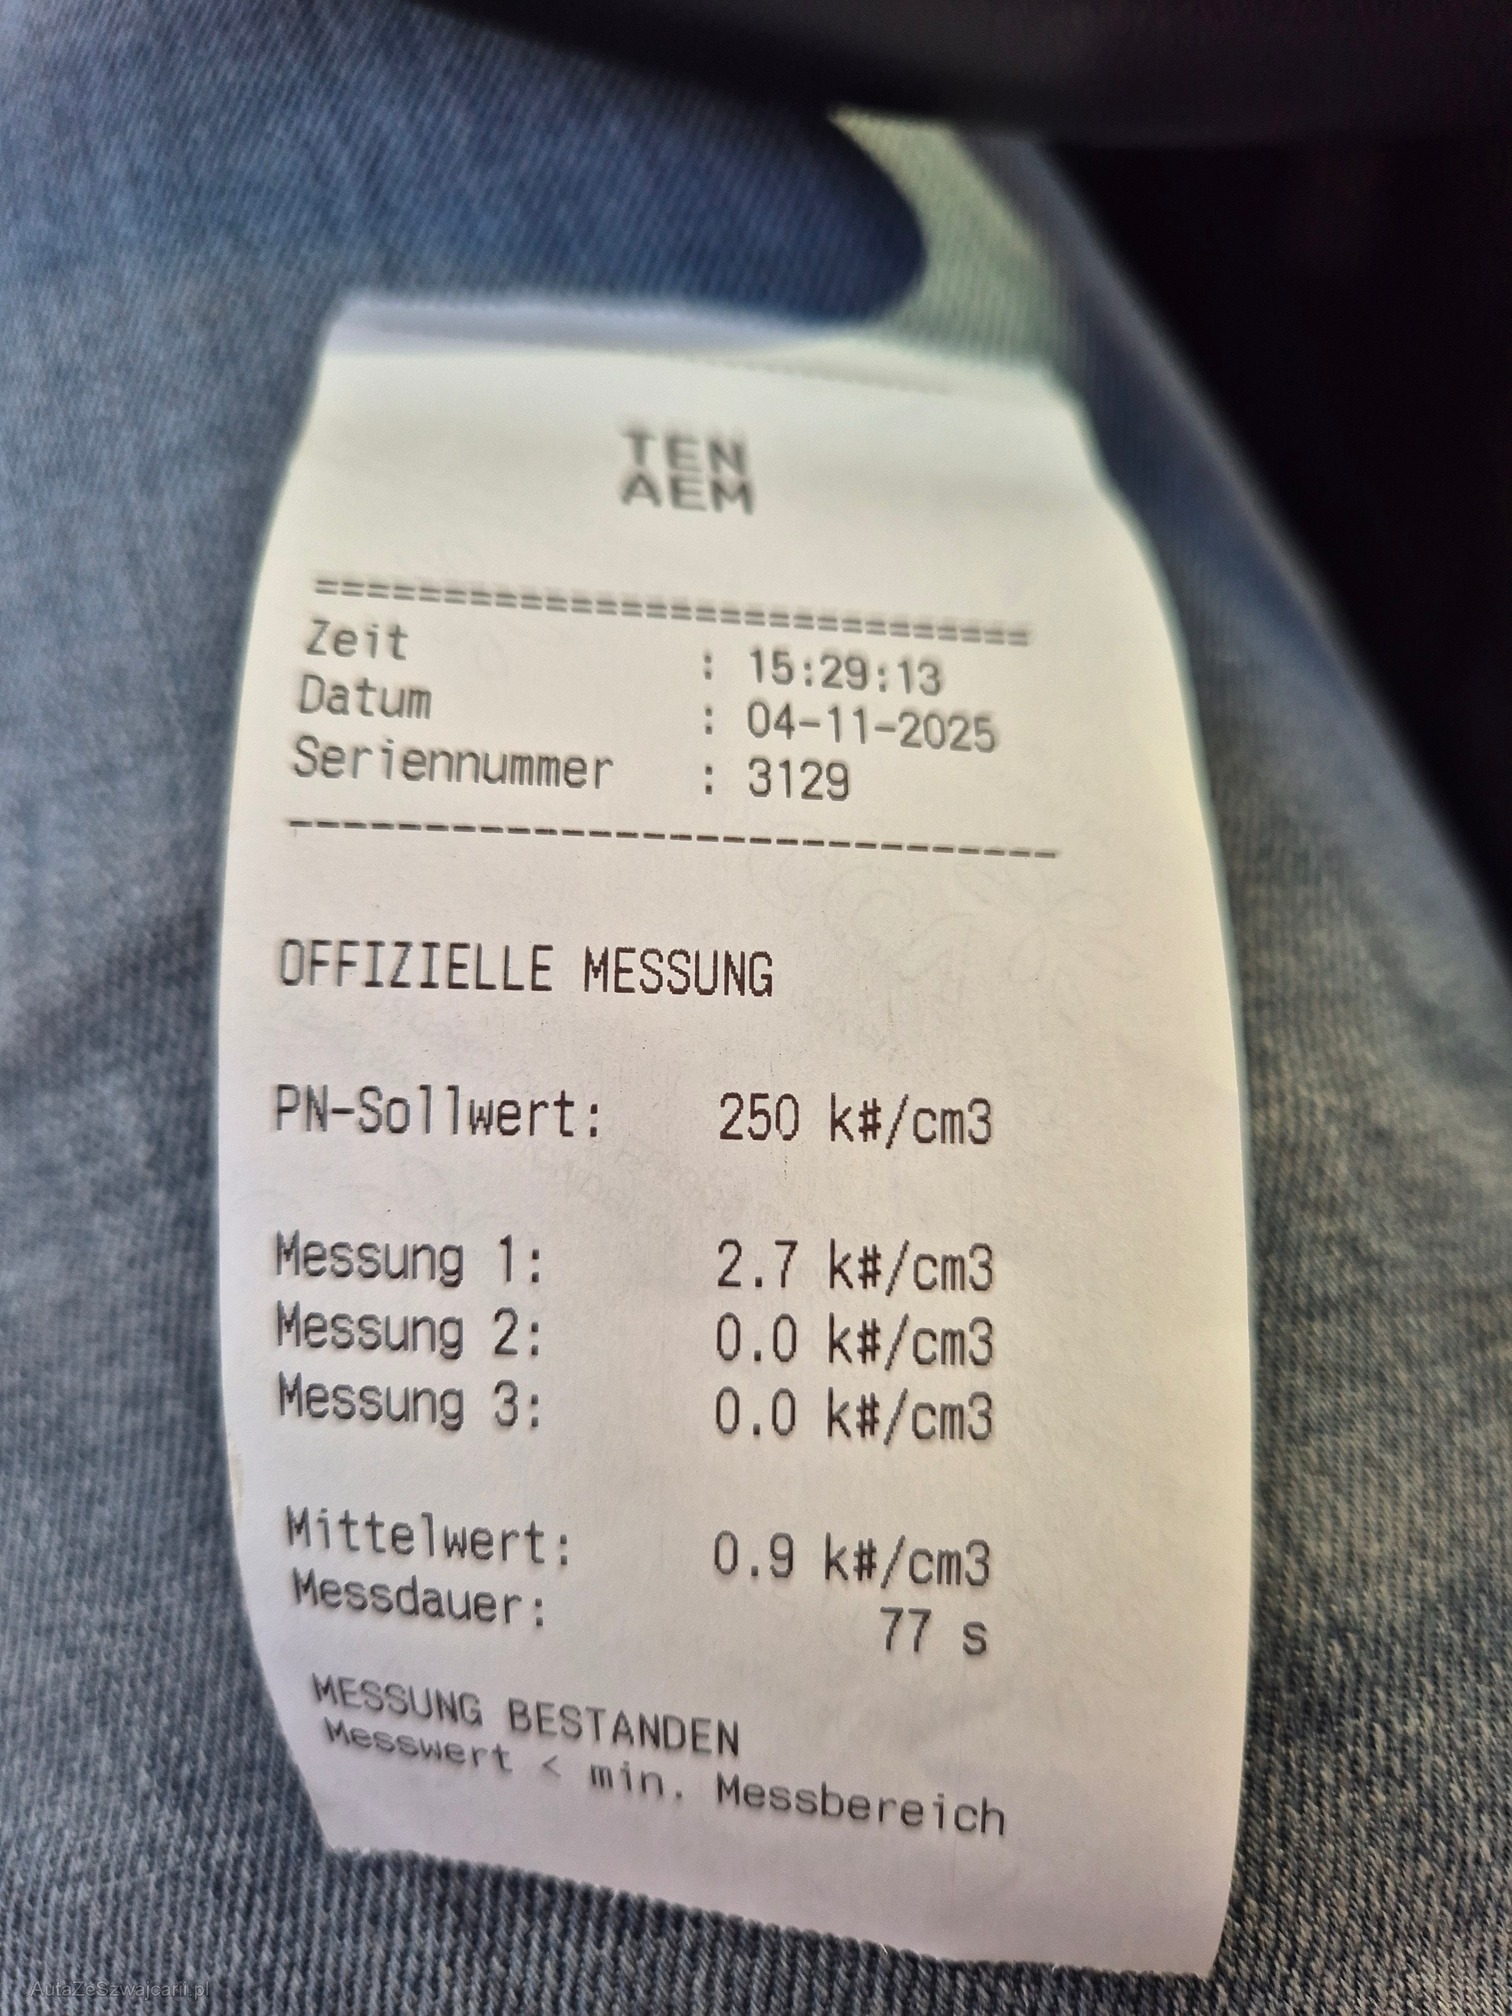 TEN
AEM
==============================
Zeit : 15:29:13
Datum : 04-11-2025
Seriennummer : 3129
------------------------------
OFFIZIELLE MESSUNG
PN-Sollwert: 250 k#/cm3
Messung 1: 2.7 k#/cm3
Messung 2: 0.0 k#/cm3
Messung 3: 0.0 k#/cm3
Mittelwert: 0.9 k#/cm3
Messdauer: 77 s
MESSUNG BESTANDEN
Messwert < min. Messbereich
AutaZeSzwajcarii.pl